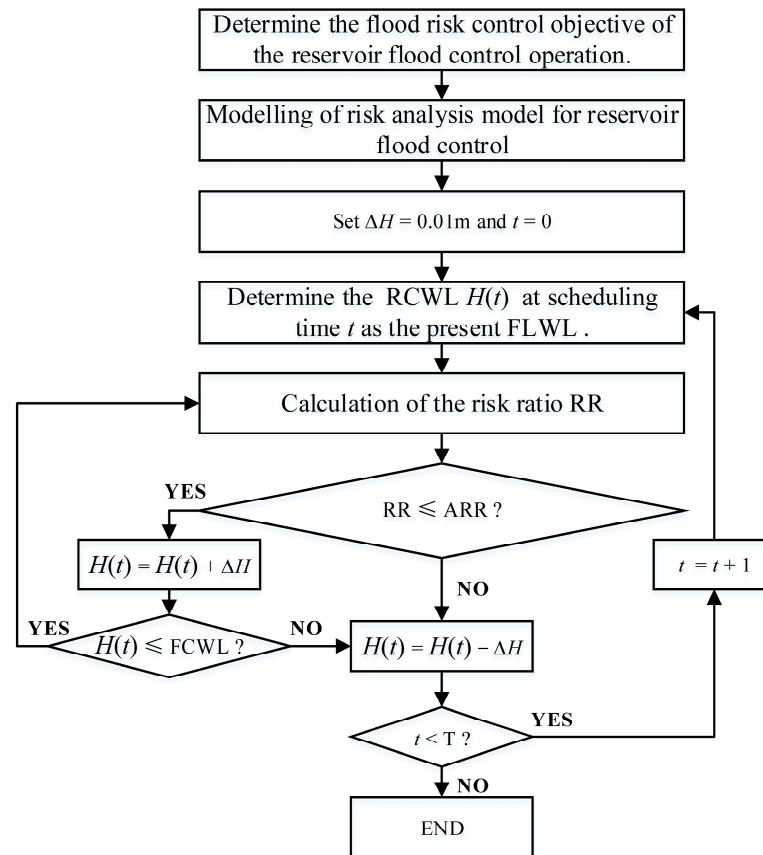 Determine the flood risk control objective of
the reservoir flood control operation.
Modelling of risk analysis model for reservoir
flood control
Set ΔH = 0.01m and t = 0
Determine the RCWL H(t) at scheduling
time t as the present FLWL .
Calculation of the risk ratio RR
YES
RR ⩽ ARR ?
H(t) = H(t) + ΔH
t = t + 1
NO
YES
H(t) ⩽ FCWL ?
NO
H(t) = H(t) − ΔH
YES
t < T ?
NO
END